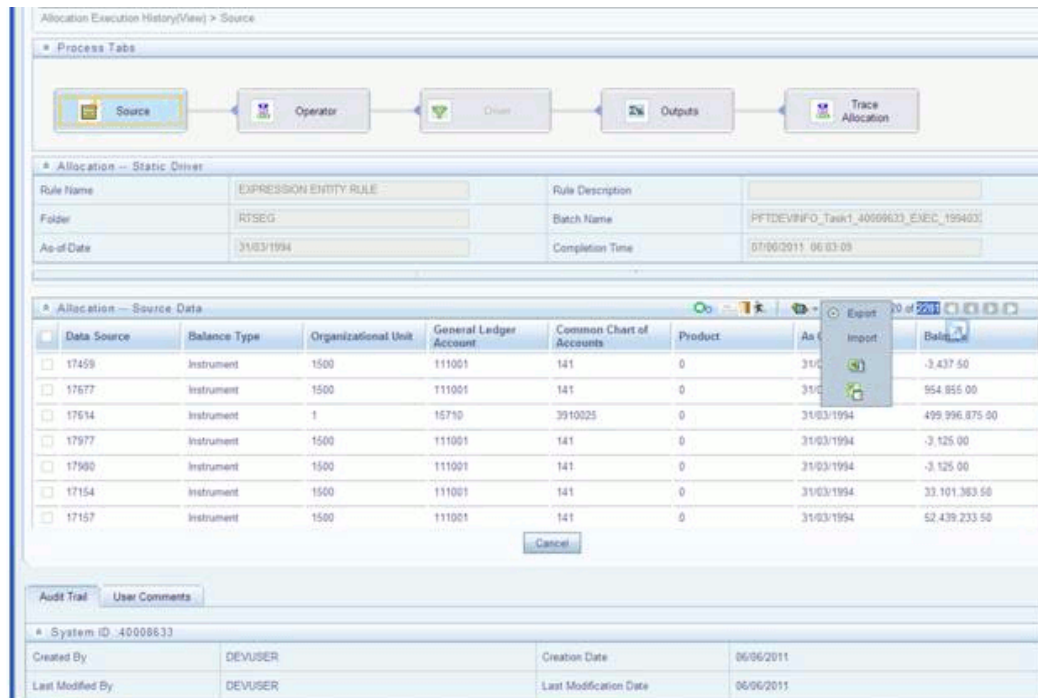 Allocation Execution History(View) > Source
Process Tabs
Source Operator Driver Outputs Trace Allocation
Allocation -- Static Driver
Rule Name EXPRESSION ENTITY RULE Rule Description
Folder RTSEG Batch Name PFTDEVINFO_Task1_40008633_EXEC_199403
As-of-Date 31/03/1994 Completion Time 07/06/2011 06:03:09
Allocation -- Source Data 20 of 2281
Export
Import
Data Source Balance Type Organizational Unit General Ledger Account Common Chart of Accounts Product As
17459 Instrument 1500 111001 141 0 -3,437.50
17677 Instrument 1500 111001 141 0 954,855.00
17614 Instrument 1 15710 3910025 0 31/03/1994 499,996,875.00
17977 Instrument 1500 111001 141 0 31/03/1994 -3,125.00
17980 Instrument 1500 111001 141 0 31/03/1994 -3,125.00
17154 Instrument 1500 111001 141 0 31/03/1994 33,101,383.50
17157 Instrument 1500 111001 141 0 31/03/1994 52,439,233.50
Cancel
Audit Trail User Comments
System ID :40008633
Created By DEVUSER Creation Date 06/06/2011
Last Modified By DEVUSER Last Modification Date 06/06/2011